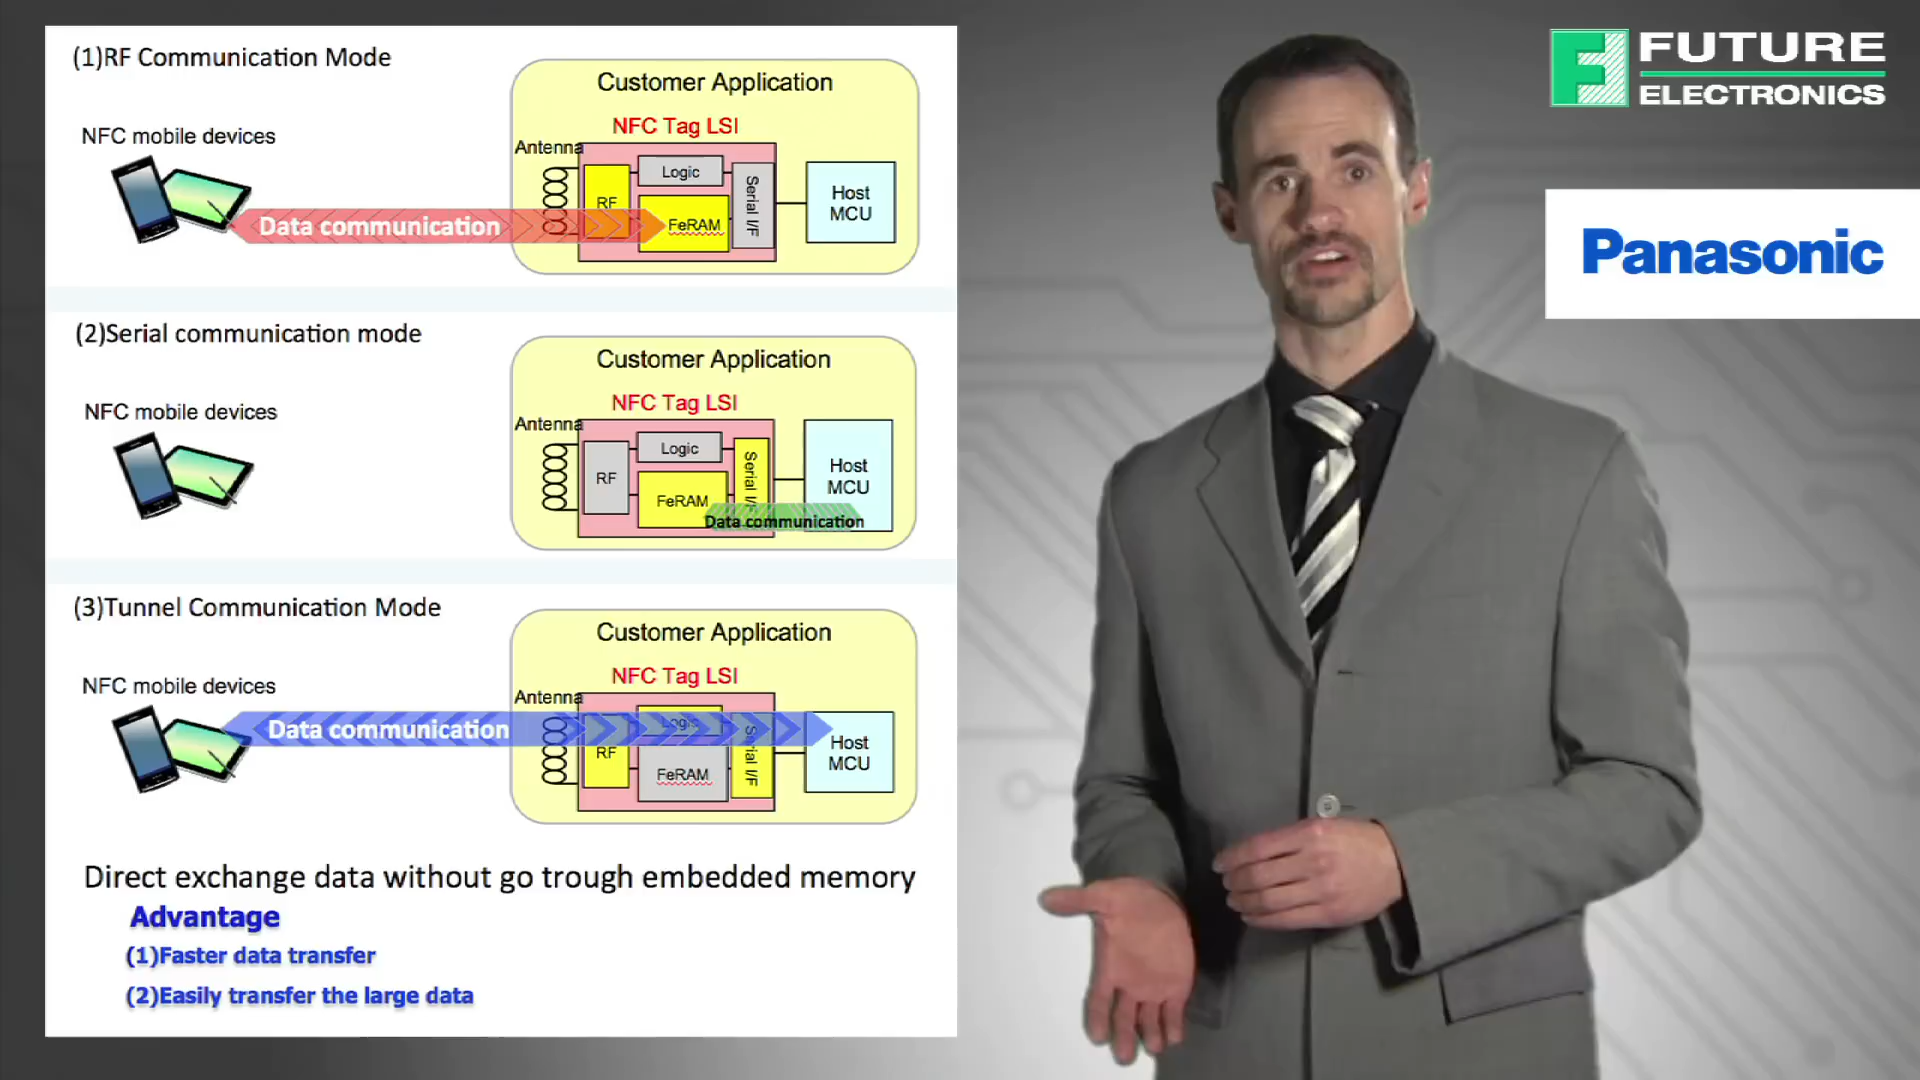 (1)RF Communication Mode
Customer Application
NFC Tag LSI
NFC mobile devices
Antenna
Logic
RF
Serial I/F
Host
MCU
FeRAM
Data communication
(2)Serial communication mode
Customer Application
NFC Tag LSI
NFC mobile devices
Antenna
Logic
RF
Serial I/F
Host
MCU
FeRAM
Data communication
(3)Tunnel Communication Mode
Customer Application
NFC Tag LSI
NFC mobile devices
Antenna
Logic
Data communication
RF
Serial I/F
Host
MCU
FeRAM
Direct exchange data without go trough embedded memory
Advantage
(1)Faster data transfer
(2)Easily transfer the large data
FUTURE
ELECTRONICS
Panasonic